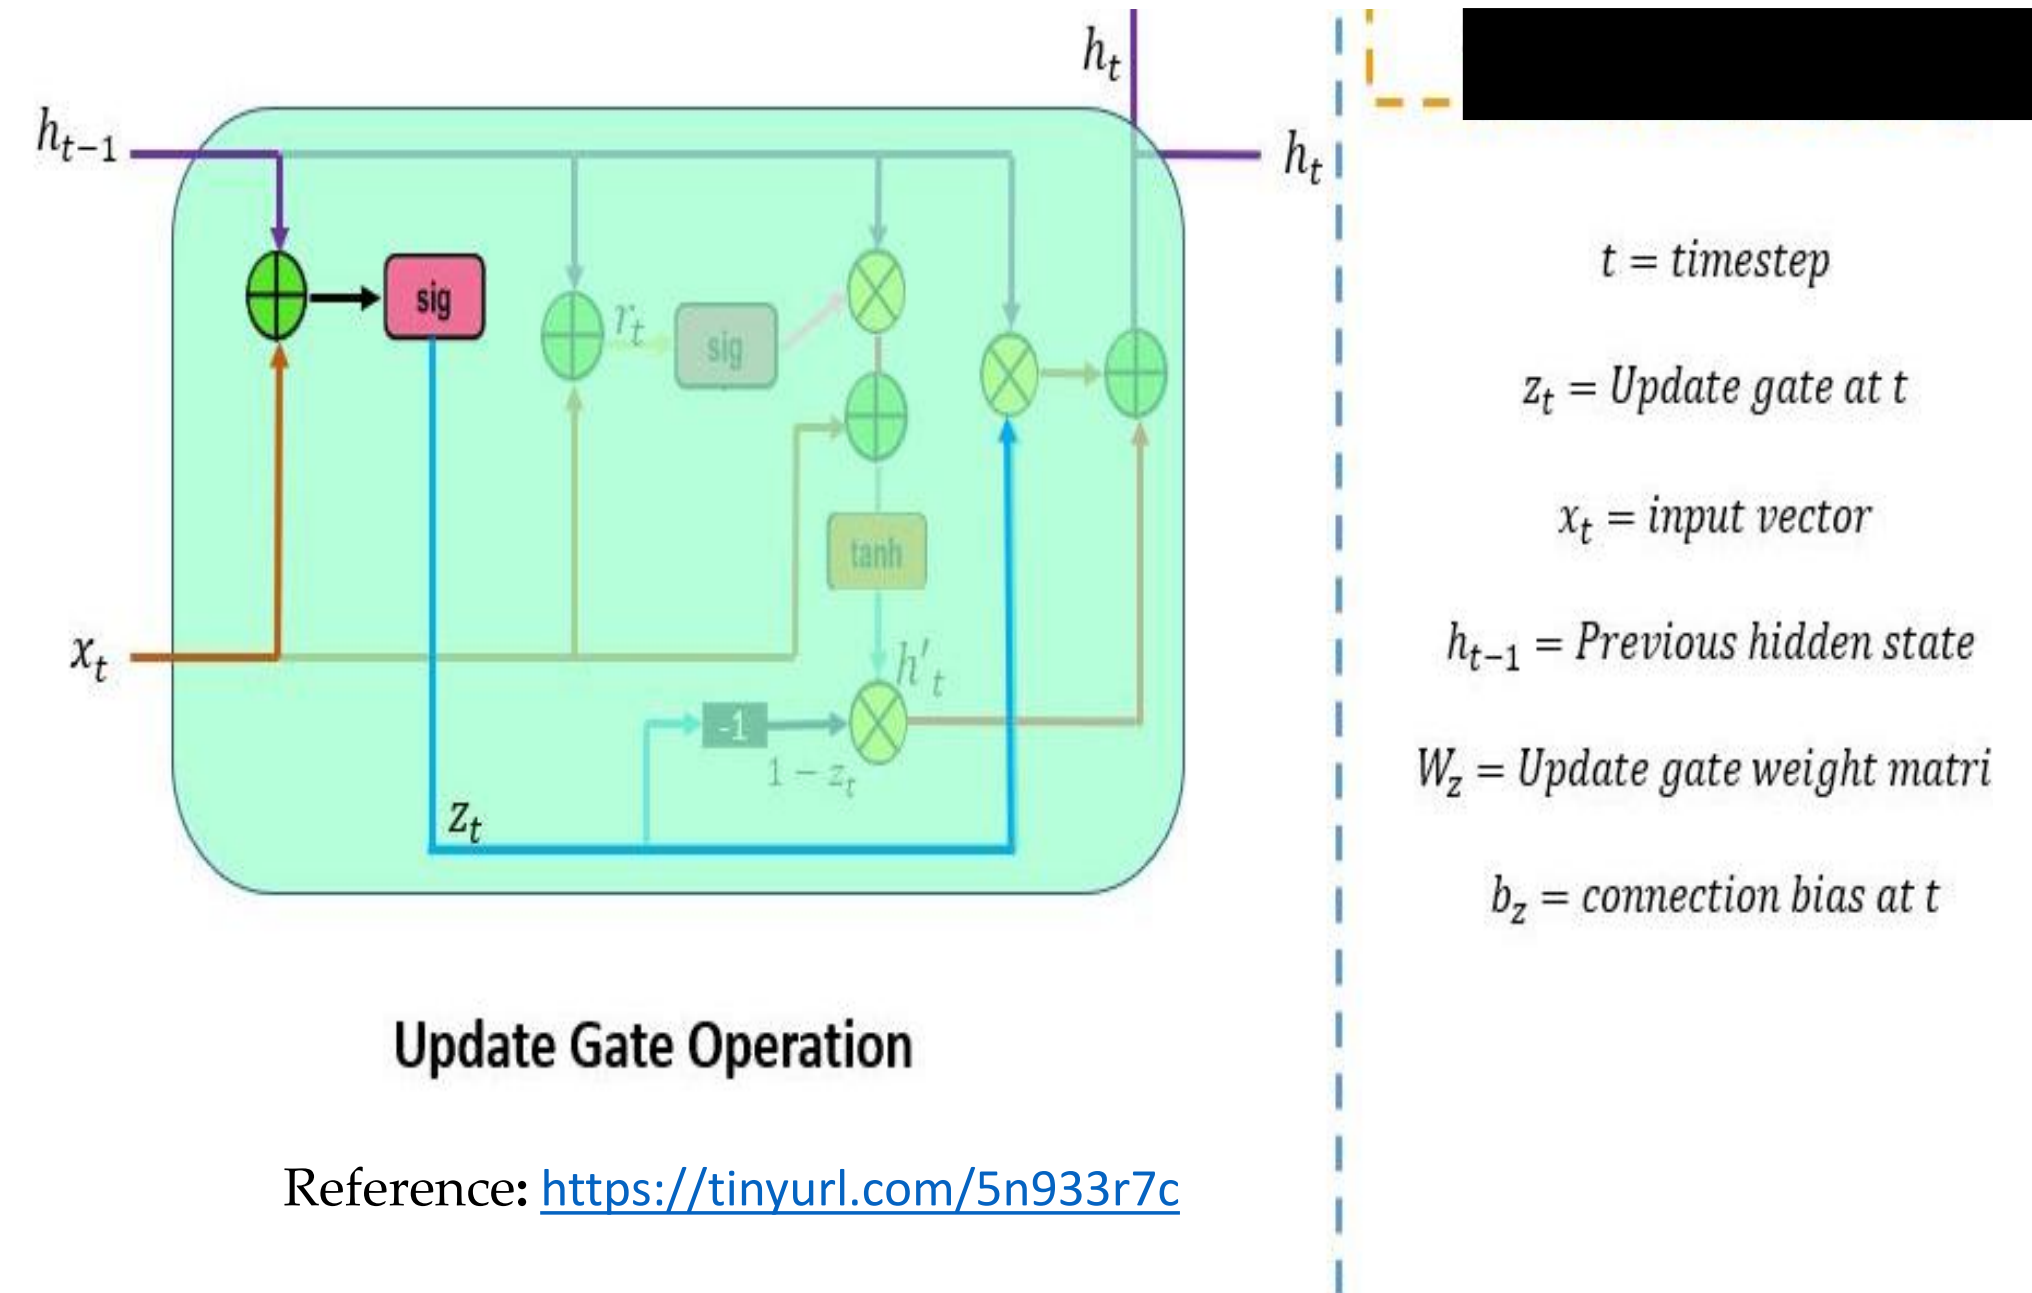 h_t
h_{t-1}
h_t
sig
r_t
sig
tanh
x_t
h'_t
-1
1 − z_t
z_t
Update Gate Operation
Reference: https://tinyurl.com/5n933r7c
t = timestep
z_t = Update gate at t
x_t = input vector
h_{t−1} = Previous hidden state
W_z = Update gate weight matri
b_z = connection bias at t